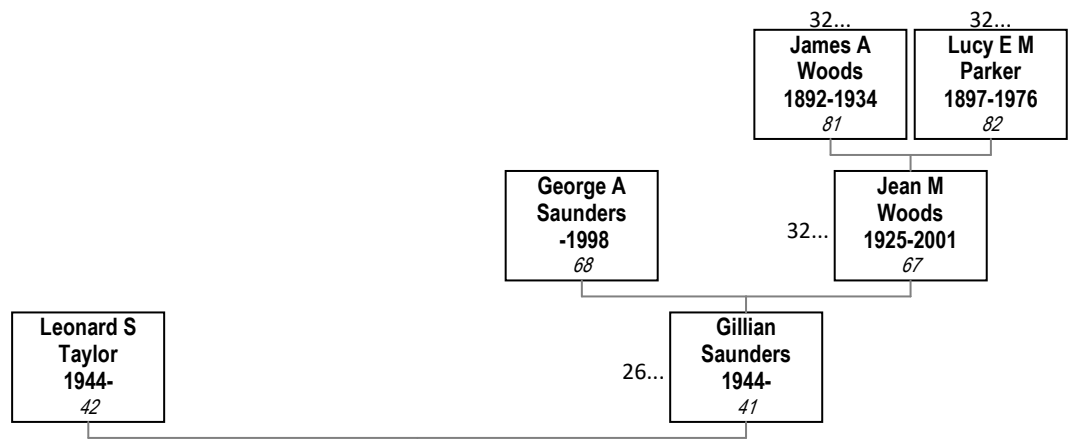 32...
James A
Woods
1892-1934
81
32...
Lucy E M
Parker
1897-1976
82
George A
Saunders
-1998
68
32...
Jean M
Woods
1925-2001
67
Leonard S
Taylor
1944-
42
26...
Gillian
Saunders
1944-
41